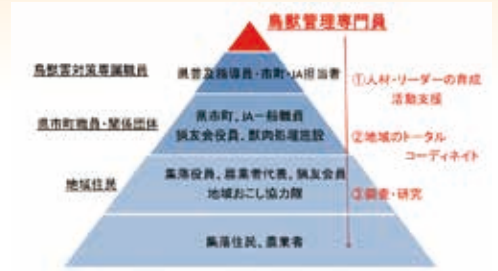 鳥獣管理専門員
鳥獣害対策専属職員
県普及指導員・市町・JA担当者
①人材・リーダーの育成
活動支援
県市町職員・関係団体
県市町、JA一般職員
猟友会役員、獣肉処理施設
②地域のトータル
コーディネイト
地域住民
集落役員、農業者代表、猟友会員
地域おこし協力隊
③調査・研究
集落住民、農業者